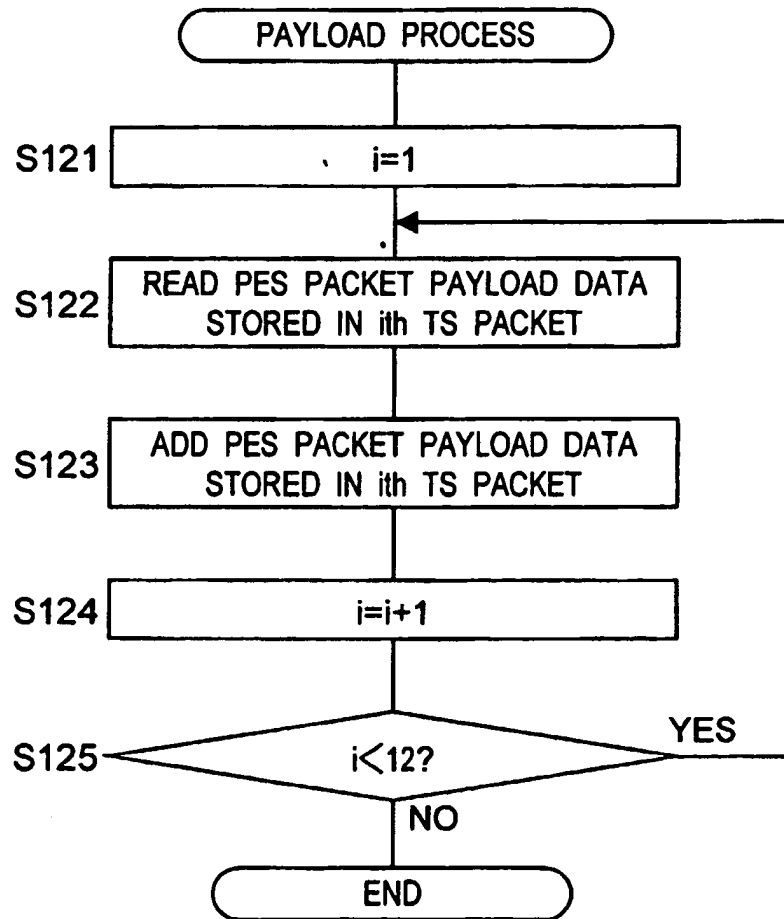 PAYLOAD PROCESS
S121
i=1
S122
READ PES PACKET PAYLOAD DATA
STORED IN ith TS PACKET
S123
ADD PES PACKET PAYLOAD DATA
STORED IN ith TS PACKET
S124
i=i+1
S125
i<12?
YES
NO
END